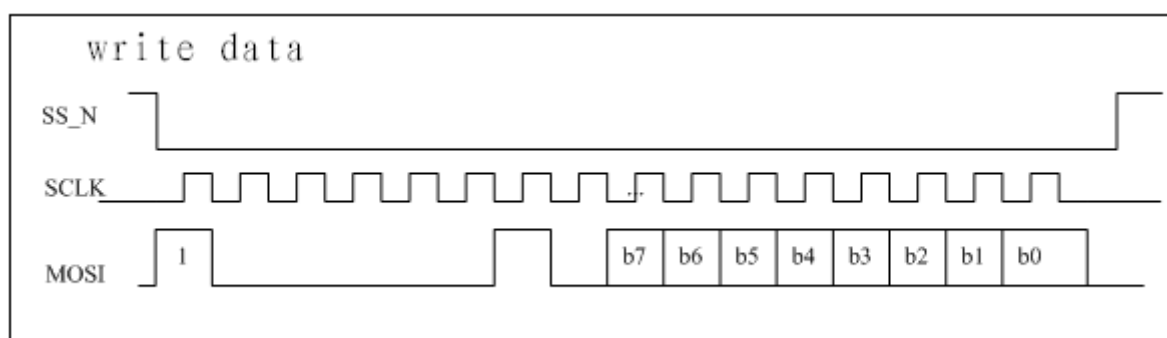 write data
SS_N
SCLK
...
MOSI 1 b7 b6 b5 b4 b3 b2 b1 b0